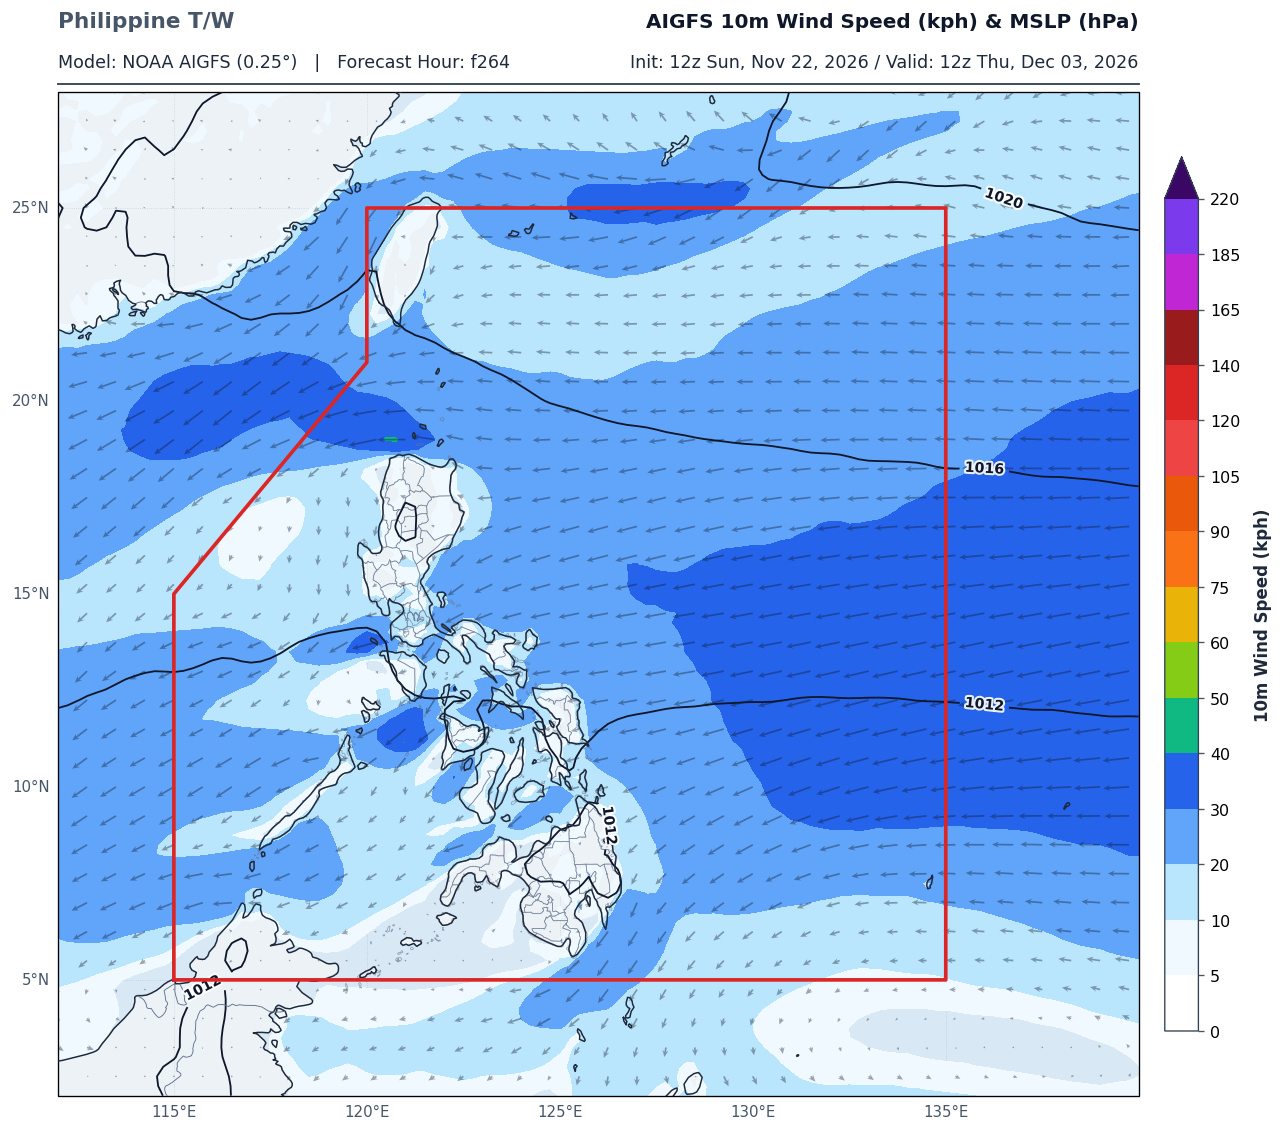 Philippine T/W
AIGFS 10m Wind Speed (kph) & MSLP (hPa)
Model: NOAA AIGFS (0.25°) | Forecast Hour: f264
Init: 12z Sun, Nov 22, 2026 / Valid: 12z Thu, Dec 03, 2026
25°N
20°N
15°N
10°N
5°N
115°E
120°E
125°E
130°E
135°E
1020
1016
1012
1012
1012
220
185
165
140
120
105
90
75
60
50
40
30
20
10
5
0
10m Wind Speed (kph)